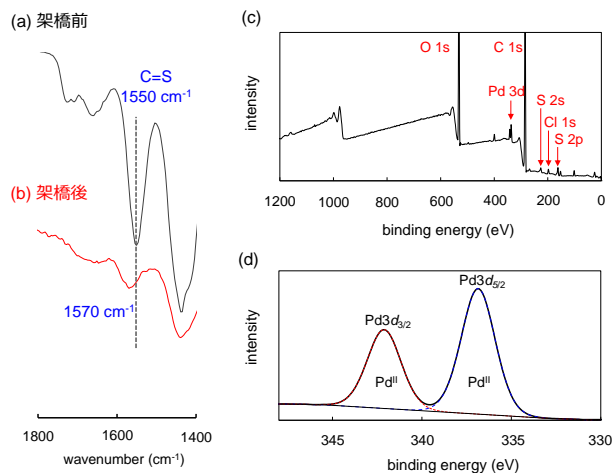 (a) 架橋前
C=S
1550 cm⁻¹
(b) 架橋後
1570 cm⁻¹
1800
1600
1400
wavenumber (cm⁻¹)
(c)
O 1s
C 1s
Pd 3d
S 2s
Cl 1s
S 2p
intensity
1200
1000
800
600
400
200
0
binding energy (eV)
(d)
Pd3d₅/₂
Pd3d₃/₂
Pdᴵᴵ
Pdᴵᴵ
intensity
345
340
335
330
binding energy (eV)